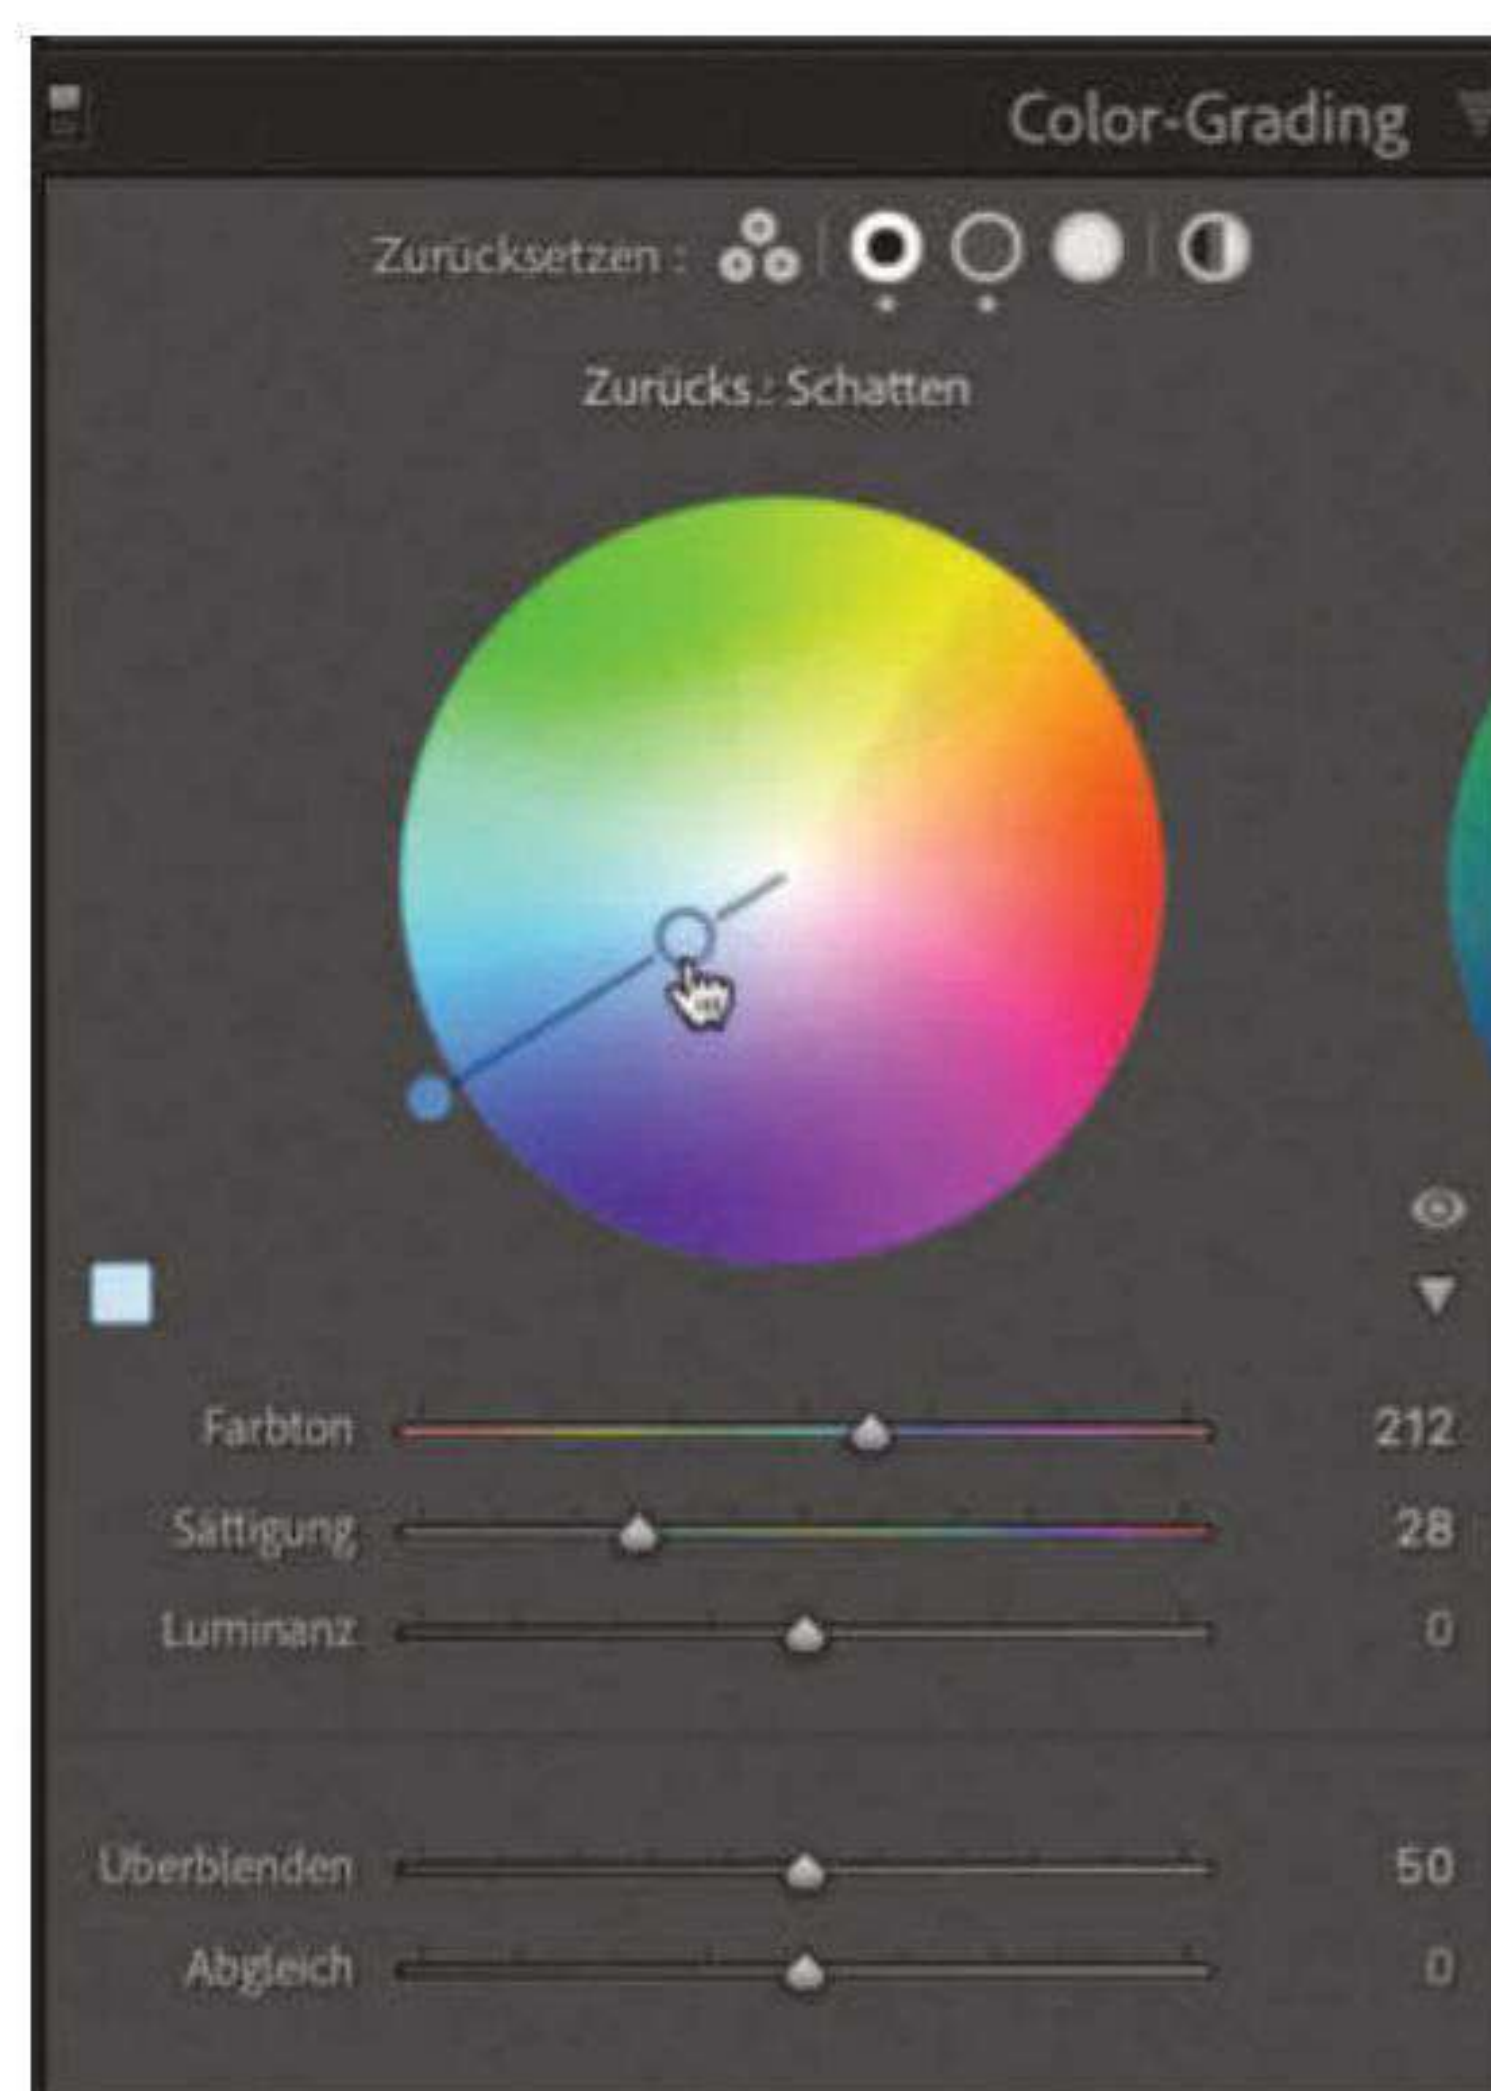 Color-Grading
Zurücksetzen :
Zurücks.: Schatten
Farbton 212
Sättigung 28
Luminanz 0
Überblenden 50
Abgleich 0